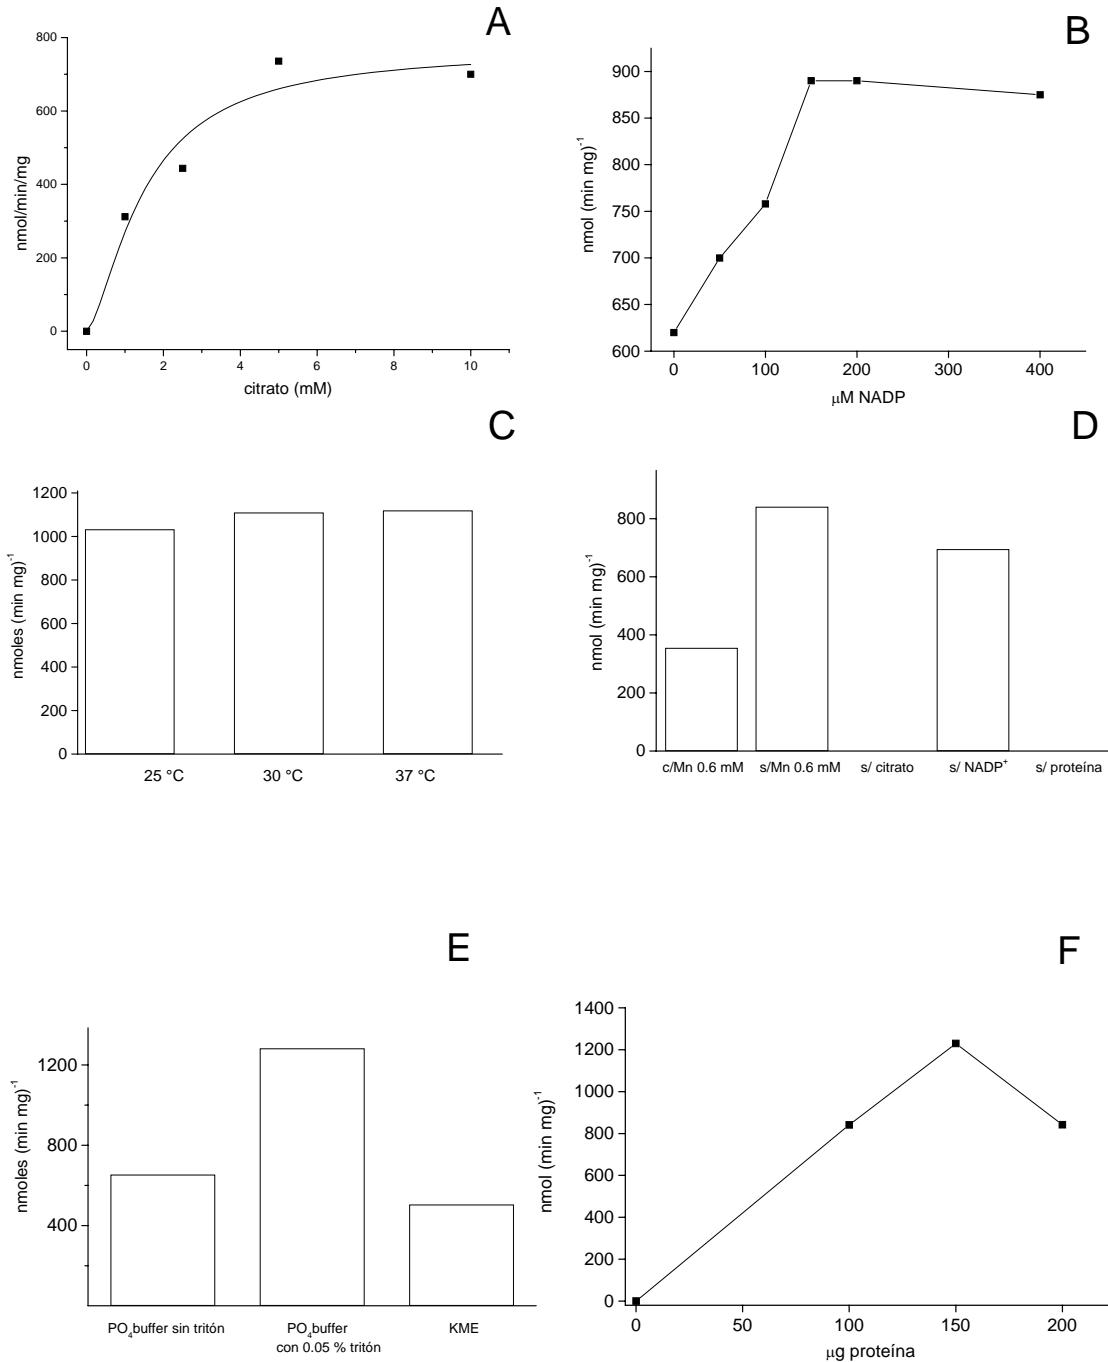 A
800
600
400
200
0
nmol/min/mg
0 2 4 6 8 10
citrato (mM)
B
900
850
800
750
700
650
600
nmol (min mg)-1
0 100 200 300 400
μM NADP
C
1200
1000
800
600
400
200
0
nmoles (min mg)-1
25 °C 30 °C 37 °C
D
800
600
400
200
0
nmol (min mg)-1
c/Mn 0.6 mM s/Mn 0.6 mM s/ citrato s/ NADP+ s/ proteína
E
1200
800
400
nmoles (min mg)-1
PO4buffer sin tritón PO4buffer KME
con 0.05 % tritón
F
1400
1200
1000
800
600
400
200
0
nmol (min mg)-1
0 50 100 150 200
μg proteína